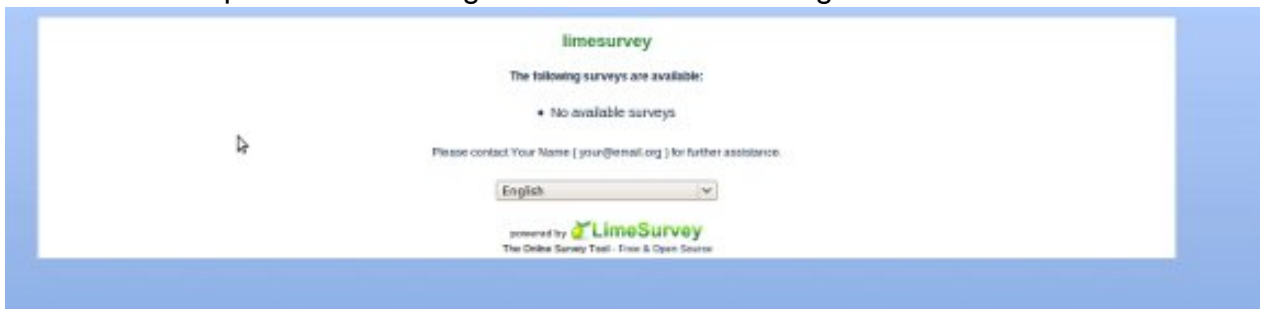 limesurvey
The following surveys are available:
• No available surveys
Please contact Your Name ( your@email.org ) for further assistance.
English
powered by LimeSurvey
The Online Survey Tool - Free & Open Source